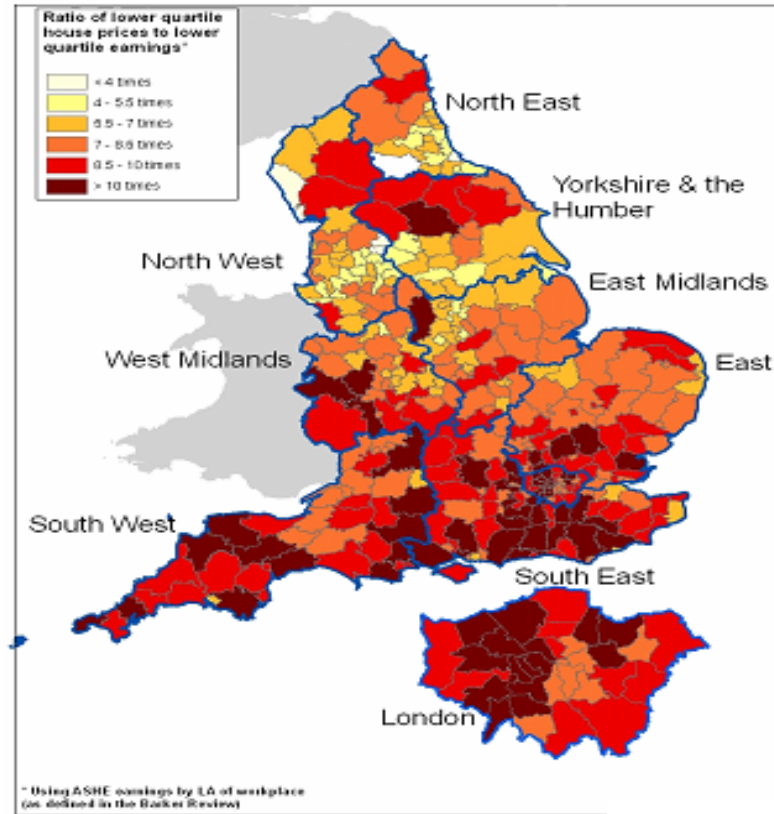 Ratio of lower quartile
house prices to lower
quartile earnings*
<4 times
4 - 5.5 times
5.5 - 7 times
7 - 8.5 times
8.5 - 10 times
> 10 times
North East
Yorkshire & the
Humber
North West
East Midlands
West Midlands
East
South West
South East
London
* Using ASHE earnings by LA of workplace
(as defined in the Barker Review)